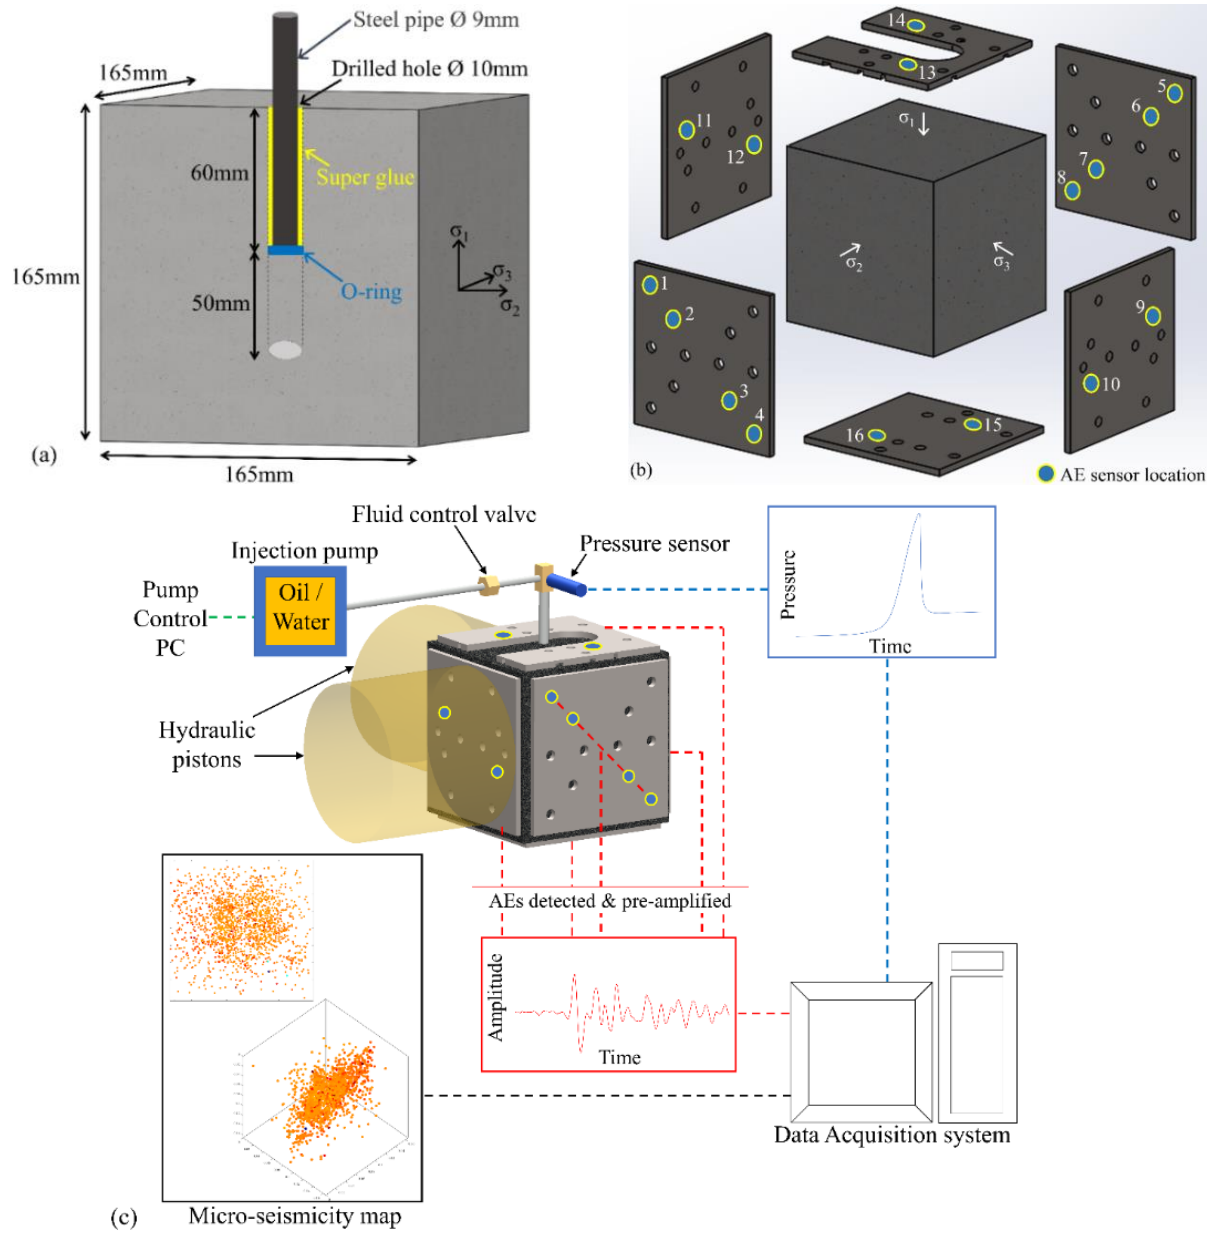 Steel pipe Ø 9mm
165mm
Drilled hole Ø 10mm
60mm
Super glue
165mm
50mm
O-ring
σ1
σ3
σ2
(a)
165mm
14
13
11
12
5
6
7
8
σ1
σ2
σ3
1
2
3
4
9
10
15
16
(b)
AE sensor location
Fluid control valve
Injection pump
Pressure sensor
Pump
Control
PC
Oil /
Water
Pressure
Time
Hydraulic
pistons
AEs detected & pre-amplified
Amplitude
Time
Data Acquisition system
(c)
Micro-seismicity map